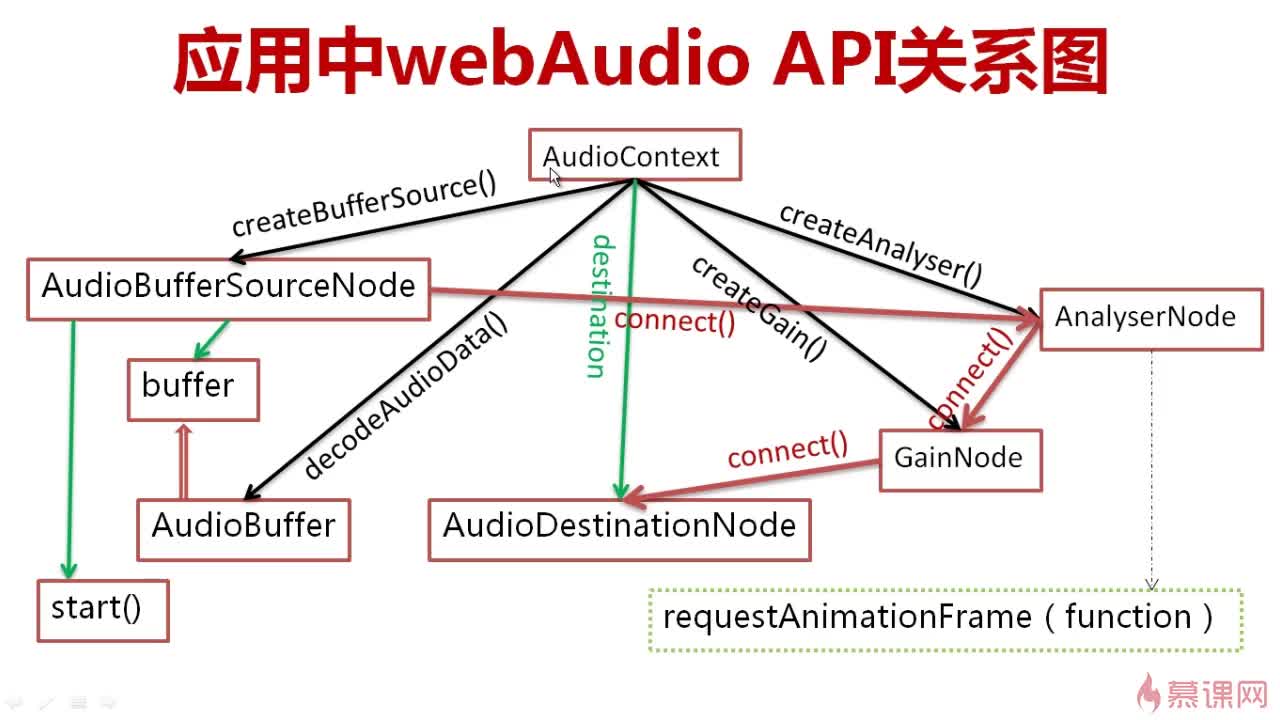 应用中webAudio API关系图
AudioContext
createBufferSource()
createAnalyser()
destination
createGain()
AudioBufferSourceNode
connect()
AnalyserNode
decodeAudioData()
connect()
buffer
connect()
GainNode
AudioBuffer
AudioDestinationNode
start()
requestAnimationFrame（function）
慕课网